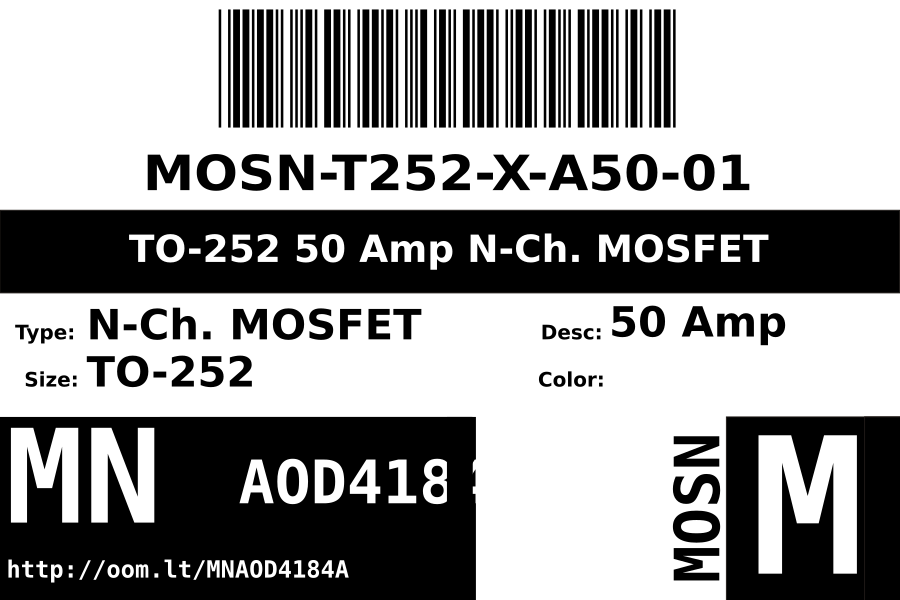 MOSN-T252-X-A50-01
TO-252 50 Amp N-Ch. MOSFET
Type: N-Ch. MOSFET
Desc: 50 Amp
Size: TO-252
Color:
MN
AOD418
http://oom.lt/MNAOD4184A
MOSN
M